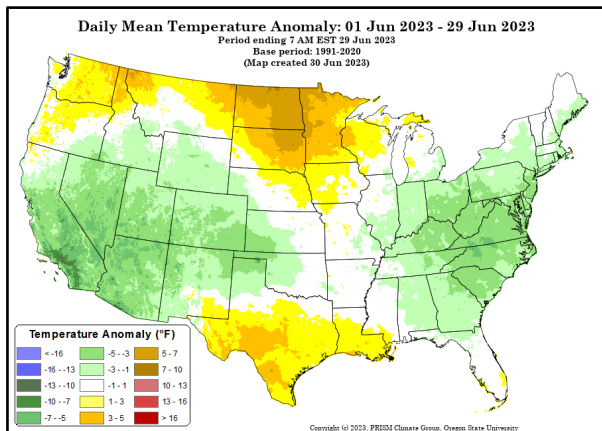 Daily Mean Temperature Anomaly: 01 Jun 2023 - 29 Jun 2023
Period ending 7 AM EST 29 Jun 2023
Base period: 1991-2020
(Map created 30 Jun 2023)
Temperature Anomaly (°F)
< -16
-5 - -3
5 - 7
-16 - -13
-3 - -1
7 - 10
-13 - -10
-1 - 1
10 - 13
-10 - -7
1 - 3
13 - 16
-7 - -5
3 - 5
> 16
Copyright (c) 2023, PRISM Climate Group, Oregon State University